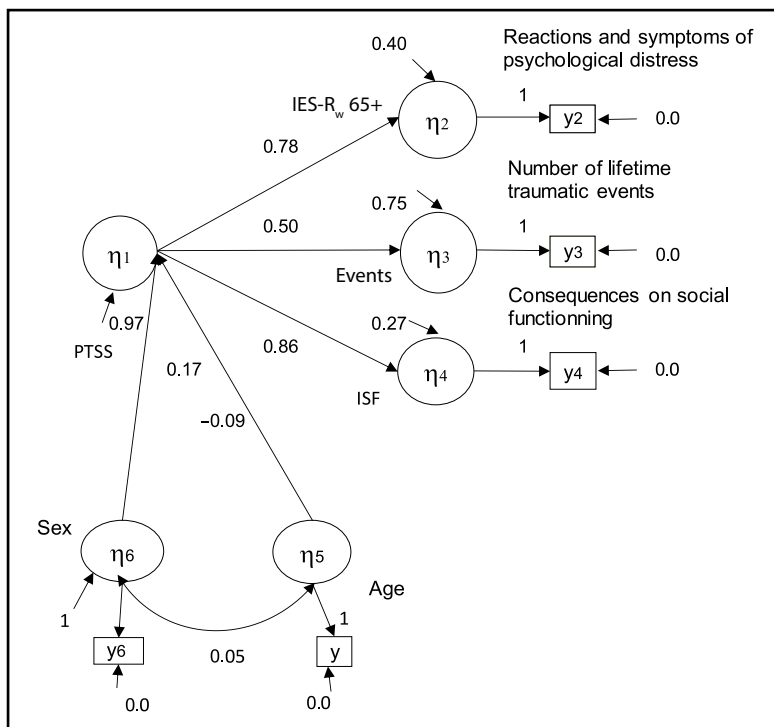 0.40
Reactions and symptoms of
psychological distress
IES-Rw 65+
η2
1
y2
0.0
0.78
Number of lifetime
traumatic events
0.75
η1
0.50
η3
1
y3
0.0
Events
Consequences on social
functionning
0.97
0.27
PTSS
0.17
0.86
η4
1
y4
0.0
ISF
–0.09
Sex
η6
η5
Age
1
1
y6
0.05
y
0.0
0.0